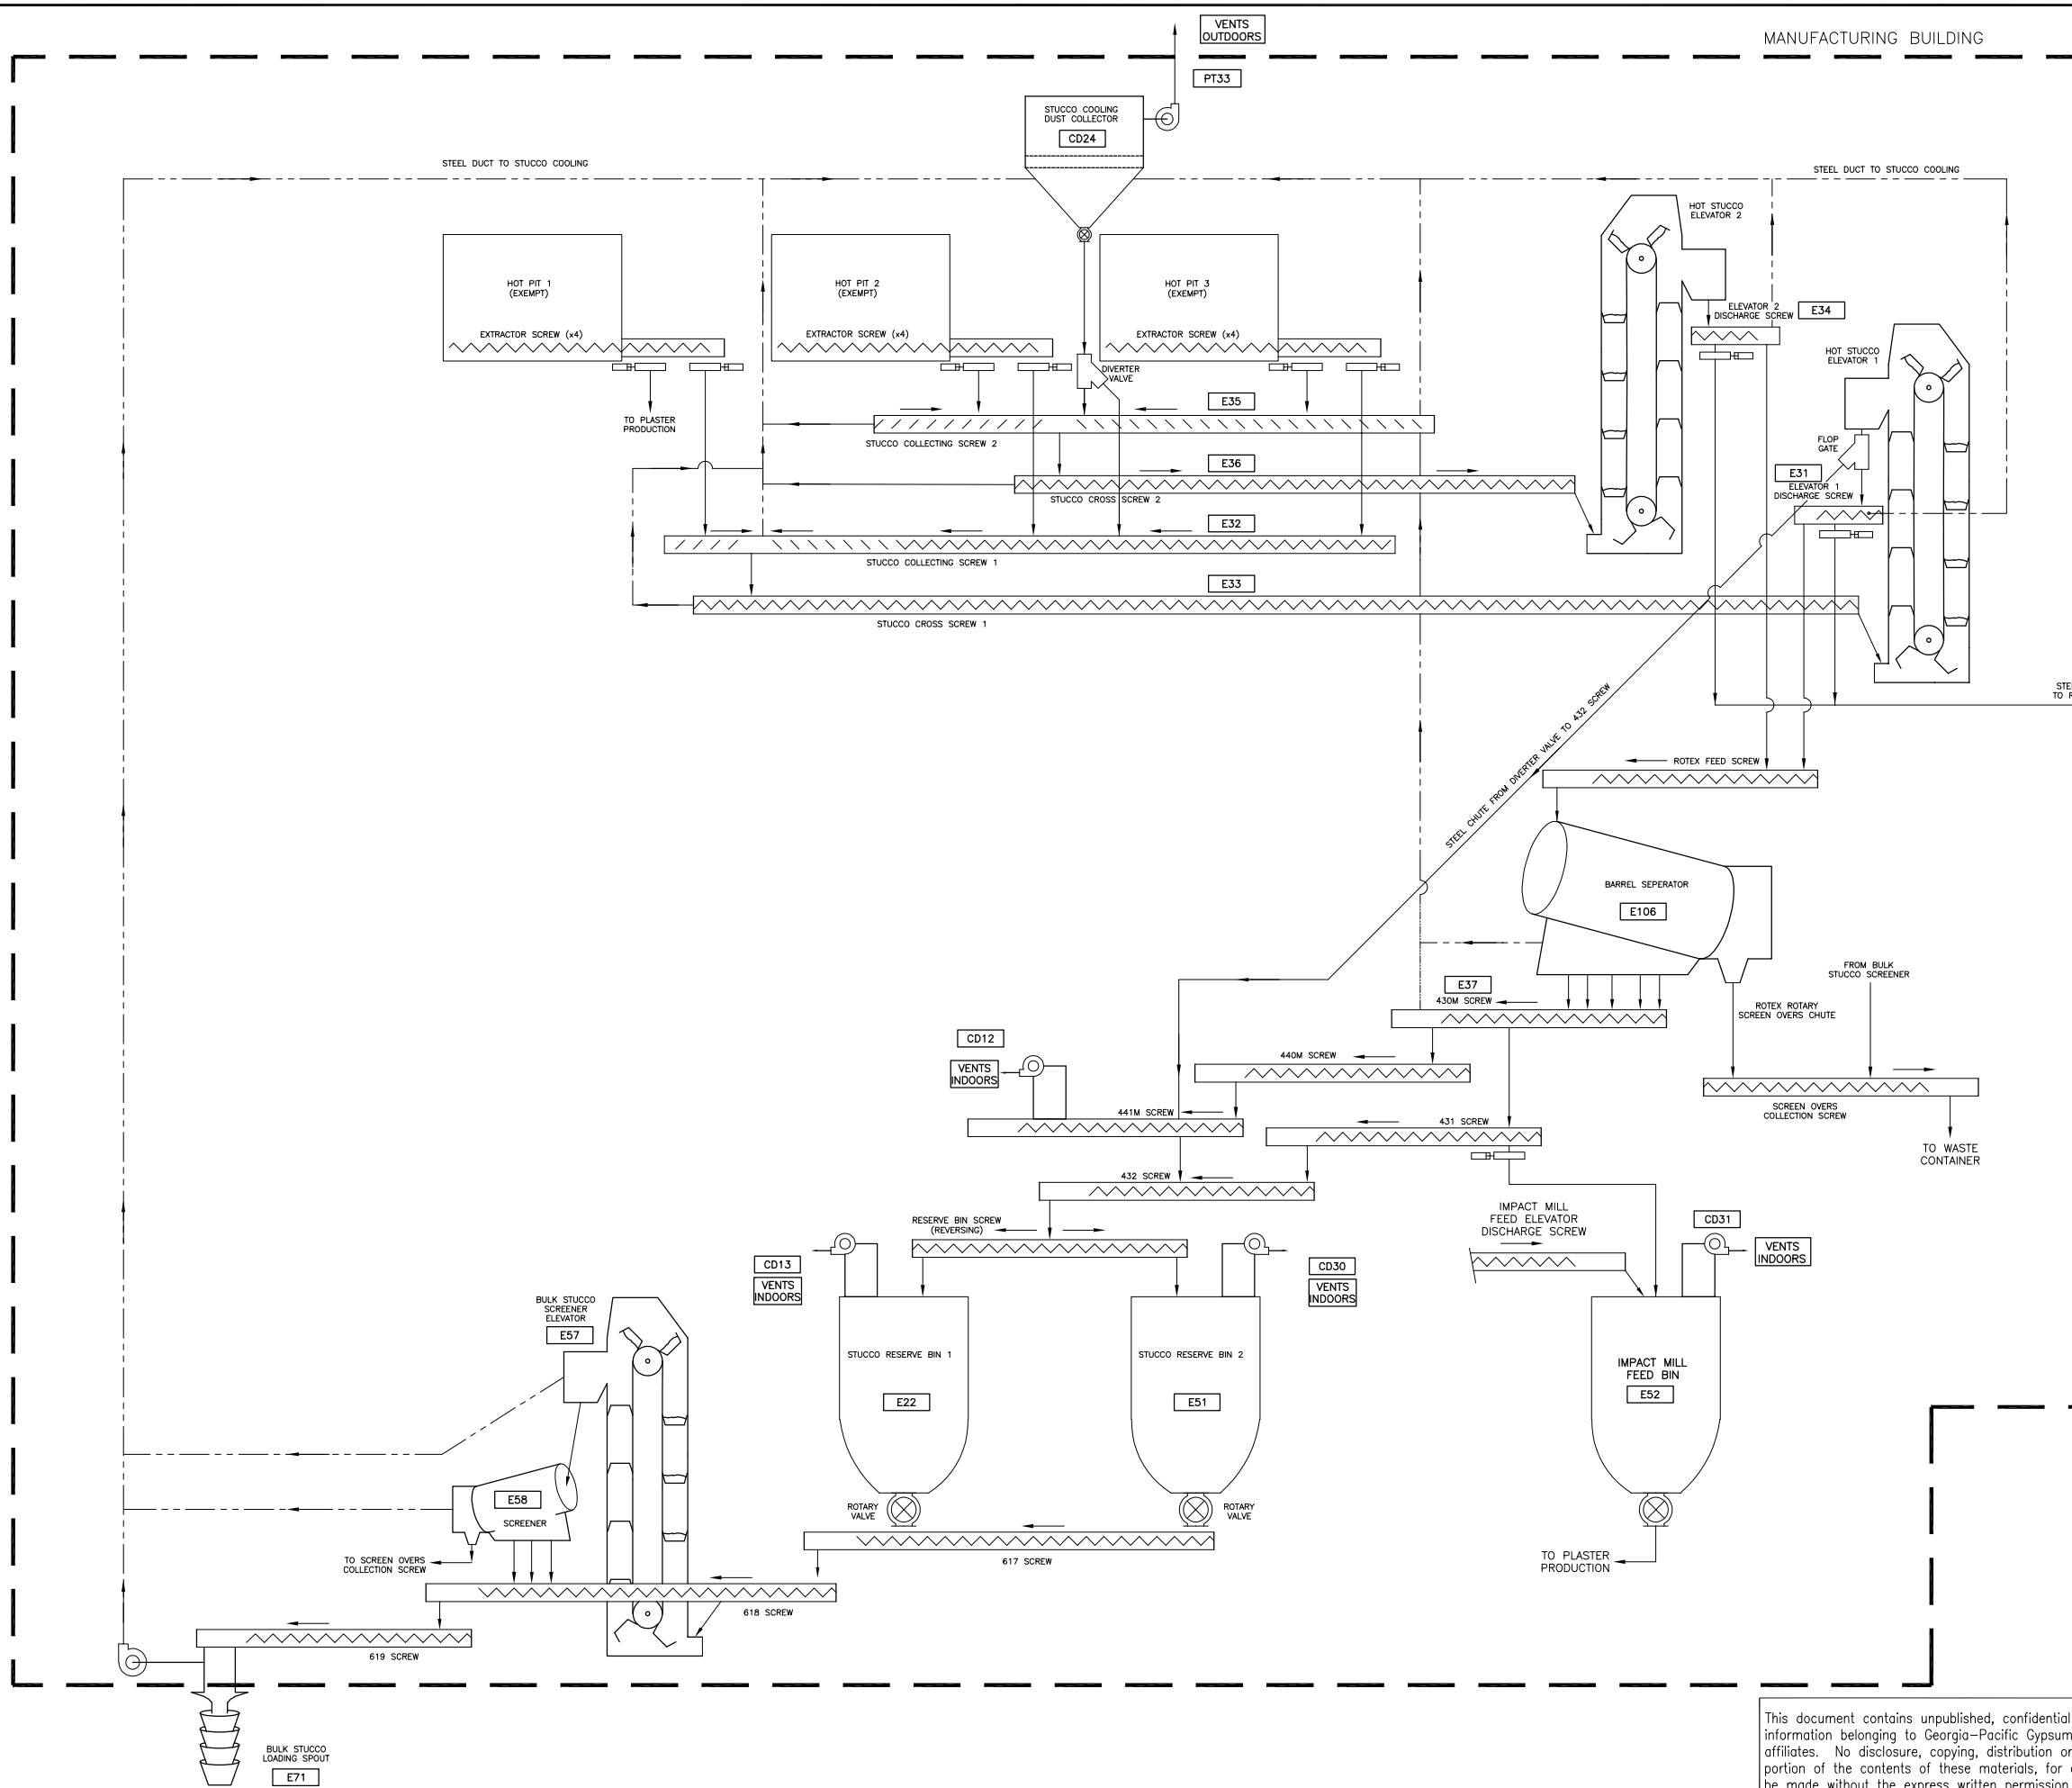 VENTS
OUTDOORS
MANUFACTURING BUILDING
PT33
STUCCO COOLING
DUST COLLECTOR
CD24
STEEL DUCT TO STUCCO COOLING
STEEL DUCT TO STUCCO COOLING
HOT STUCCO
ELEVATOR 2
HOT PIT 1
(EXEMPT)
HOT PIT 2
(EXEMPT)
HOT PIT 3
(EXEMPT)
EXTRACTOR SCREW (x4)
EXTRACTOR SCREW (x4)
EXTRACTOR SCREW (x4)
ELEVATOR 2
DISCHARGE SCREW
E34
HOT STUCCO
ELEVATOR 1
DIVERTER
VALVE
TO PLASTER
PRODUCTION
E35
STUCCO COLLECTING SCREW 2
FLOP
GATE
E36
STUCCO CROSS SCREW 2
E31
ELEVATOR 1
DISCHARGE SCREW
E32
STUCCO COLLECTING SCREW 1
E33
STUCCO CROSS SCREW 1
STE
TO R
STEEL CHUTE FROM DIVERTER VALVE TO 432 SCREW
ROTEX FEED SCREW
BARREL SEPERATOR
E106
FROM BULK
STUCCO SCREENER
E37
430M SCREW
ROTEX ROTARY
SCREEN OVERS CHUTE
CD12
VENTS
INDOORS
440M SCREW
441M SCREW
431 SCREW
SCREEN OVERS
COLLECTION SCREW
TO WASTE
CONTAINER
432 SCREW
RESERVE BIN SCREW
(REVERSING)
IMPACT MILL
FEED ELEVATOR
DISCHARGE SCREW
CD31
VENTS
INDOORS
CD13
VENTS
INDOORS
CD30
VENTS
INDOORS
BULK STUCCO
SCREENER
ELEVATOR
E57
STUCCO RESERVE BIN 1
E22
STUCCO RESERVE BIN 2
E51
IMPACT MILL
FEED BIN
E52
E58
SCREENER
ROTARY
VALVE
ROTARY
VALVE
TO SCREEN OVERS
COLLECTION SCREW
617 SCREW
TO PLASTER
PRODUCTION
618 SCREW
619 SCREW
BULK STUCCO
LOADING SPOUT
E71
This document contains unpublished, confidential
information belonging to Georgia-Pacific Gypsum
affiliates. No disclosure, copying, distribution or
portion of the contents of these materials, for
be made without the express written permission